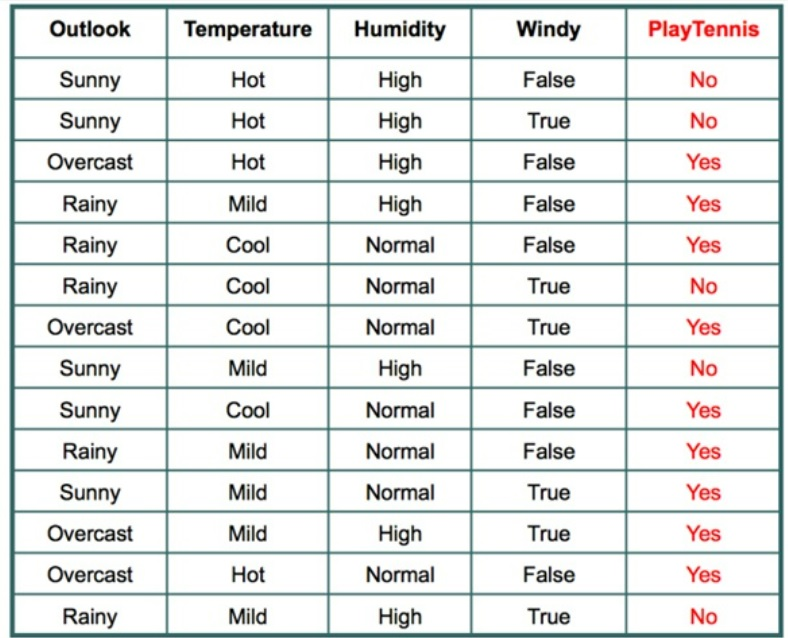 Outlook Temperature Humidity Windy PlayTennis
Sunny Hot High False No
Sunny Hot High True No
Overcast Hot High False Yes
Rainy Mild High False Yes
Rainy Cool Normal False Yes
Rainy Cool Normal True No
Overcast Cool Normal True Yes
Sunny Mild High False No
Sunny Cool Normal False Yes
Rainy Mild Normal False Yes
Sunny Mild Normal True Yes
Overcast Mild High True Yes
Overcast Hot Normal False Yes
Rainy Mild High True No